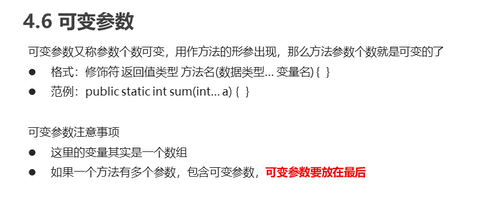 4.6 可变参数
可变参数又称参数个数可变，用作方法的形参出现，那么方法参数个数就是可变的了
● 格式：修饰符 返回值类型 方法名(数据类型… 变量名) { }
● 范例：public static int sum(int… a) { }
可变参数注意事项
● 这里的变量其实是一个数组
● 如果一个方法有多个参数，包含可变参数，可变参数要放在最后